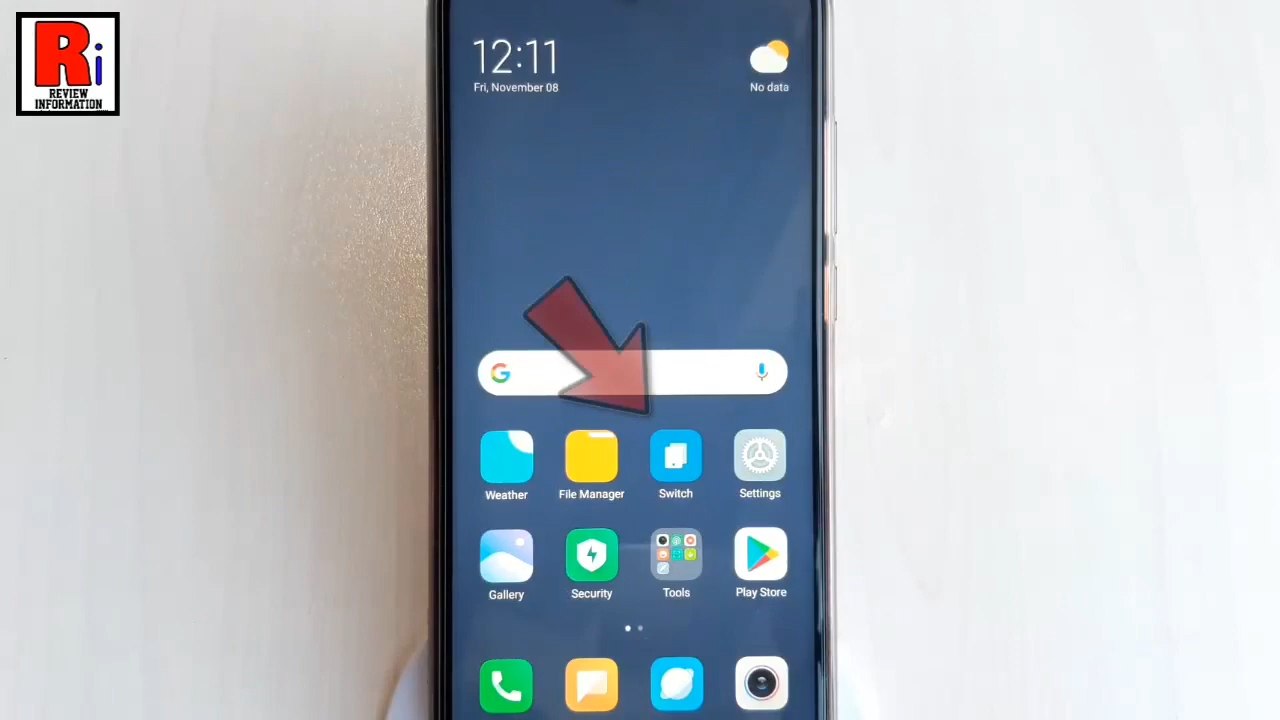 Ri
REVIEW
INFORMATION
12:11
Fri, November 08
No data
G
Weather
File Manager
Switch
Settings
Gallery
Security
Tools
Play Store